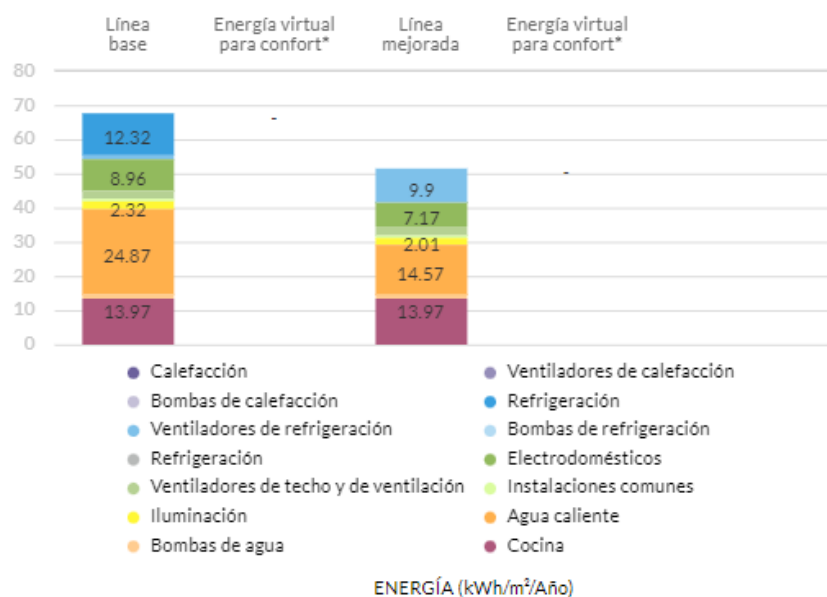 Línea base
Energía virtual para confort*
Línea mejorada
Energía virtual para confort*
80
70
60
50
40
30
20
10
0
12.32
8.96
2.32
24.87
13.97
-
9.9
7.17
2.01
14.57
13.97
-
Calefacción
Ventiladores de calefacción
Bombas de calefacción
Refrigeración
Ventiladores de refrigeración
Bombas de refrigeración
Refrigeración
Electrodomésticos
Ventiladores de techo y de ventilación
Instalaciones comunes
Iluminación
Agua caliente
Bombas de agua
Cocina
ENERGÍA (kWh/m²/Año)